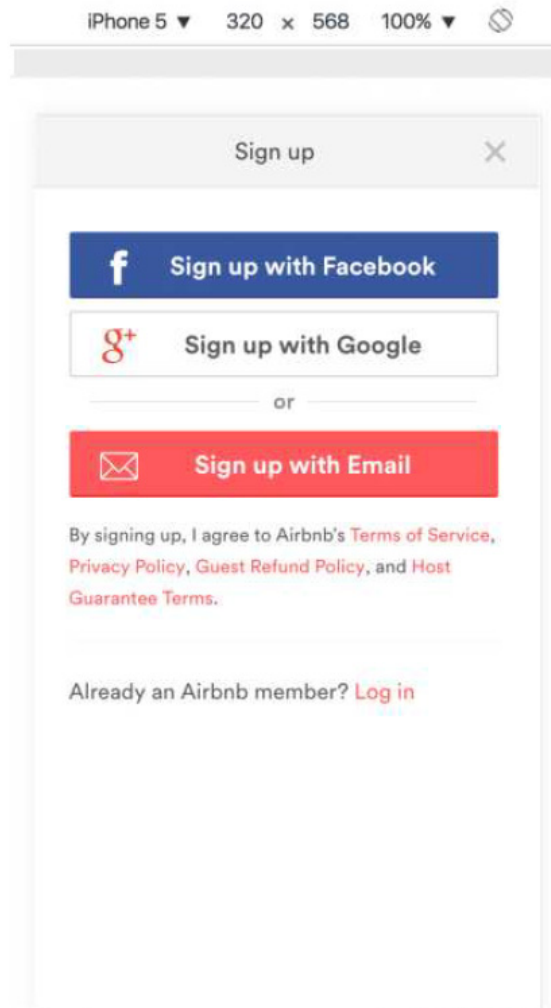 iPhone 5 ▼ 320 x 568 100% ▼
Sign up ×
f Sign up with Facebook
g+ Sign up with Google
or
Sign up with Email
By signing up, I agree to Airbnb's Terms of Service,
Privacy Policy, Guest Refund Policy, and Host
Guarantee Terms.
Already an Airbnb member? Log in